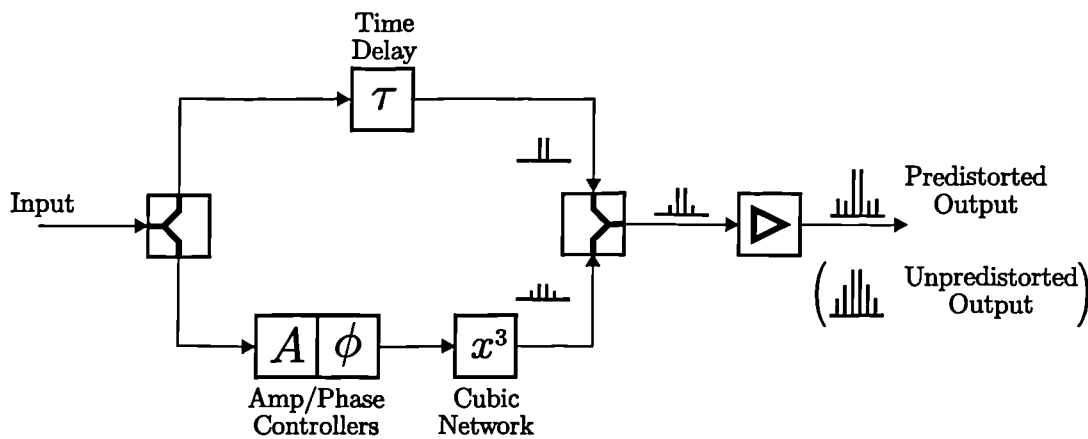 Time
Delay
τ
Input
Predistorted
Output
Unpredistorted
Output
A ϕ
x³
Amp/Phase
Controllers
Cubic
Network